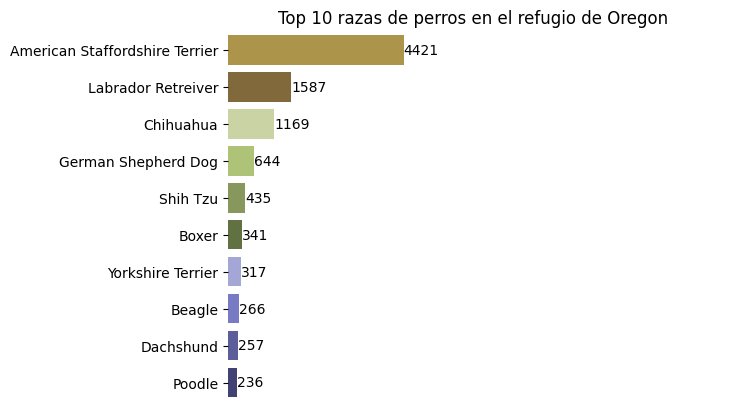 Top 10 razas de perros en el refugio de Oregon
American Staffordshire Terrier 4421
Labrador Retreiver 1587
Chihuahua 1169
German Shepherd Dog 644
Shih Tzu 435
Boxer 341
Yorkshire Terrier 317
Beagle 266
Dachshund 257
Poodle 236